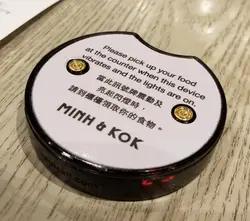 Please pick up your food
at the counter when this device
vibrates and the lights are on.
當此訊號牌震動及
亮起閃燈時，
請到櫃檯領取你的食物。
MINH & KOK